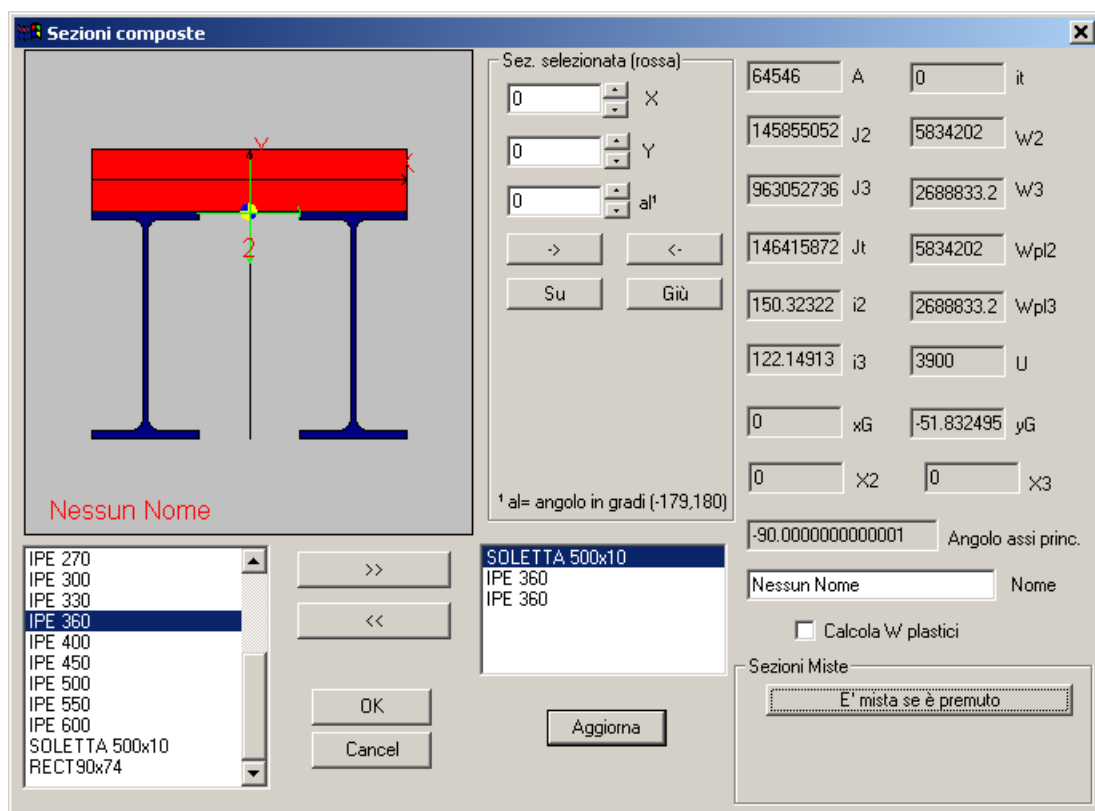 Sezioni composte
Y
X
2
Nessun Nome
Sez. selezionata (rossa)
0 X
0 Y
0 al¹
-> <-
Su Giù
¹ al= angolo in gradi (-179,180)
64546 A 0 it
145855052 J2 5834202 W2
963052736 J3 2688833.2 W3
146415872 Jt 5834202 Wpl2
150.32322 i2 2688833.2 Wpl3
122.14913 i3 3900 U
0 xG -51.832495 yG
0 X2 0 X3
-90.0000000000001 Angolo assi princ.
Nessun Nome Nome
Calcola W plastici
Sezioni Miste
E' mista se è premuto
IPE 270
IPE 300
IPE 330
IPE 360
IPE 400
IPE 450
IPE 500
IPE 550
IPE 600
SOLETTA 500x10
RECT90x74
>>
<<
OK
Cancel
SOLETTA 500x10
IPE 360
IPE 360
Aggiorna